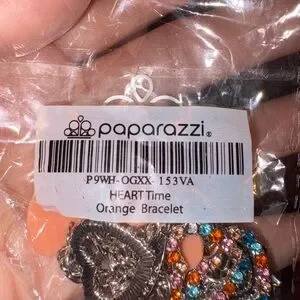 paparazzi®
P9WH-OGXX-153VA
HEART Time
Orange Bracelet